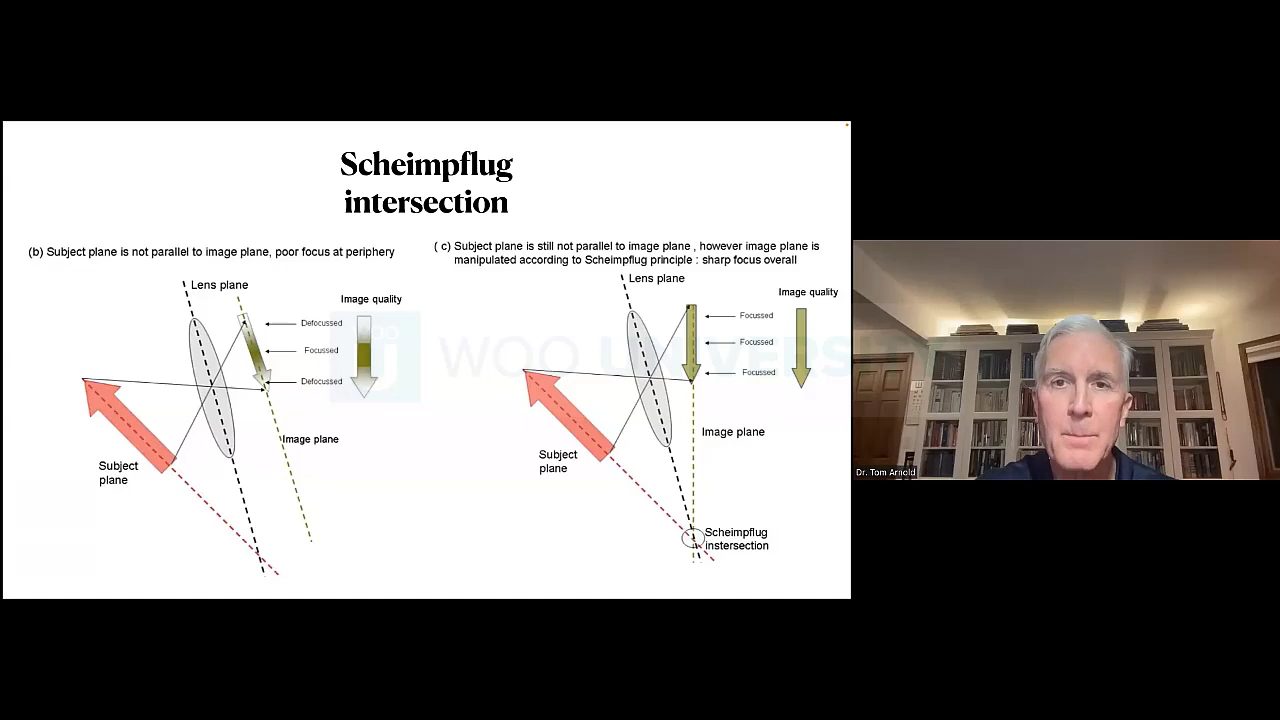 Scheimpflug
intersection
(b) Subject plane is not parallel to image plane, poor focus at periphery
Lens plane
Image quality
Defocussed
Focussed
Defocussed
Image plane
Subject
plane
( c) Subject plane is still not parallel to image plane , however image plane is
manipulated according to Scheimpflug principle : sharp focus overall
Lens plane
Image quality
Focussed
Focussed
Focussed
Image plane
Subject
plane
Scheimpflug
instersection
WOO UNIVERSI
Dr. Tom Arnold